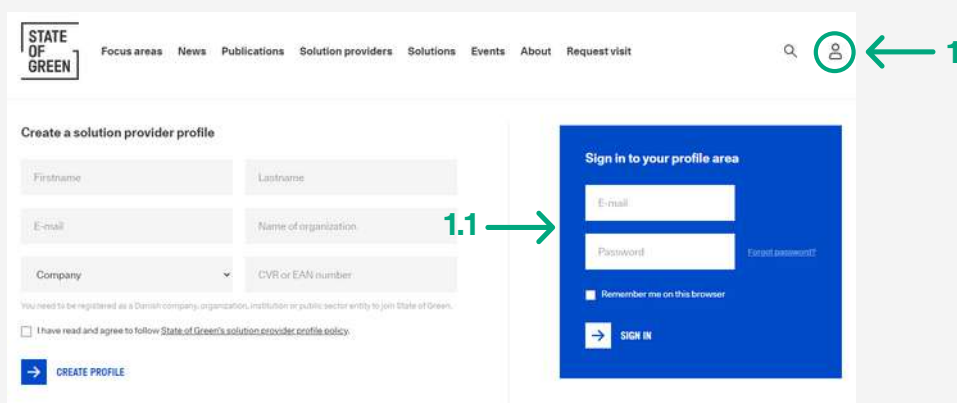 STATE
OF
GREEN
Focus areas News Publications Solution providers Solutions Events About Request visit
1
Create a solution provider profile
Firstname Lastname
E-mail Name of organization
Company CVR or EAN number
You need to be registered as a Danish company, organization, institution or public sector entity to join State of Green.
I have read and agree to follow State of Green's solution provider profile policy.
CREATE PROFILE
1.1
Sign in to your profile area
E-mail
Password Forgot password?
Remember me on this browser
SIGN IN